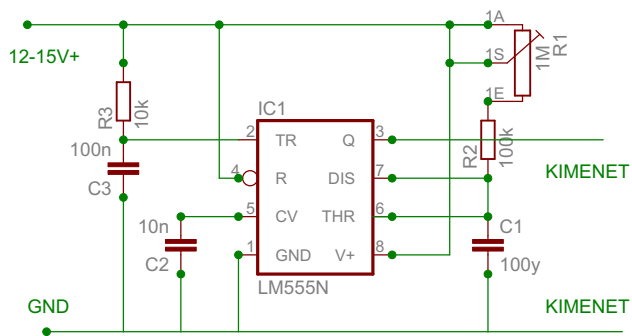 1A
12-15V+
1S
1M
R1
IC1
1E
R3
10k
2 TR Q 3
R2
100k
100n
4 R DIS 7
KIMENET
C3
10n
5 CV THR 6
C1
C2
1 GND V+ 8
100y
LM555N
GND
KIMENET